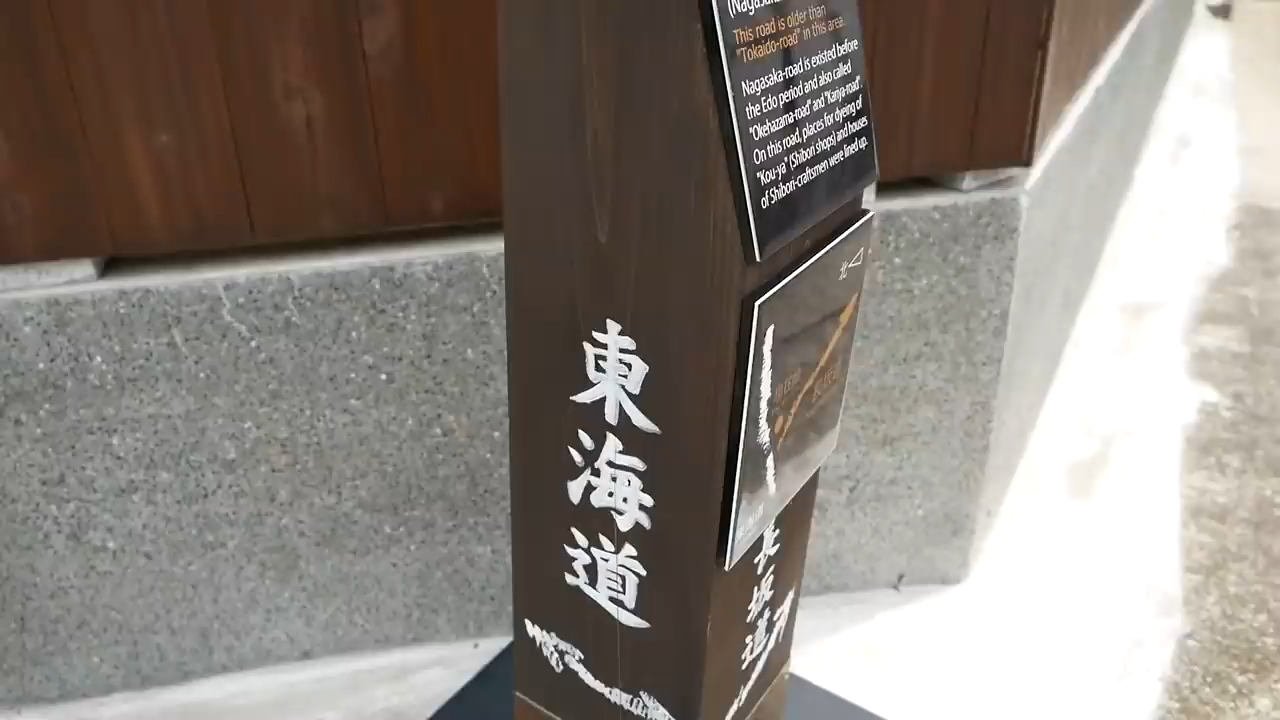 This road is older than
"Tokaido-road" in this area.
Nagasaka-road is existed before
the Edo period and also called
"Okehazama-road" and "Kariya-road".
On this road, places for dyeing of
"Kou-ya" (Shibori shops) and houses
of Shibori-craftsmen were lined up.
北
東海道
長坂道